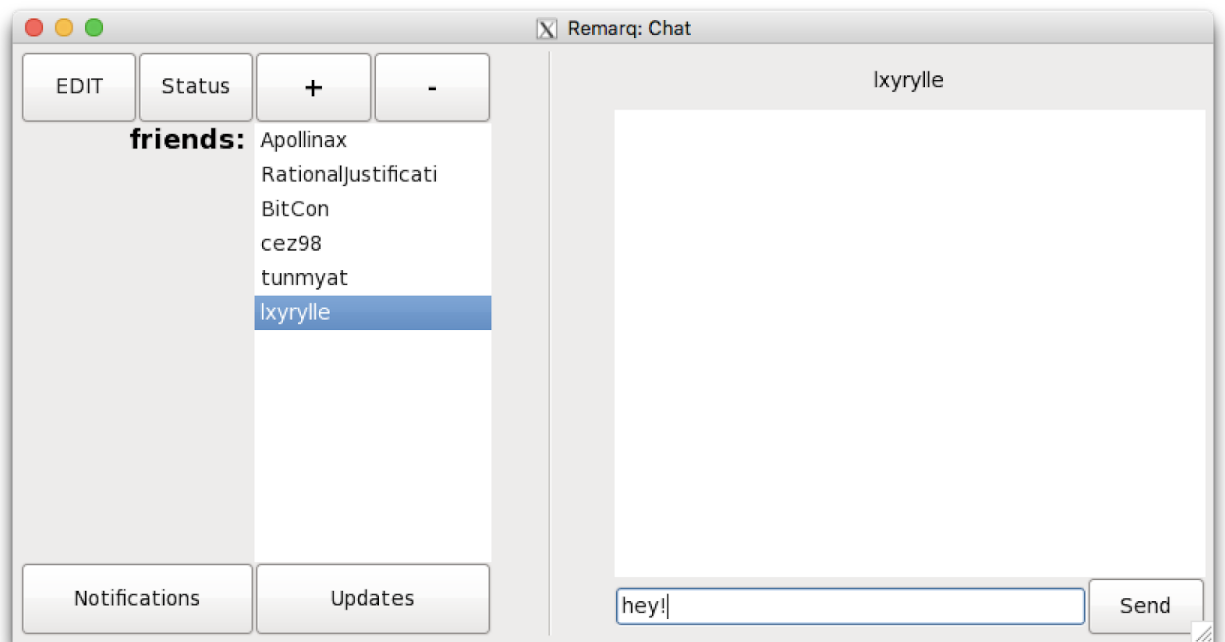 Remarq: Chat
EDIT Status + -
friends:
Apollinax
RationalJustificati
BitCon
cez98
tunmyat
lxyrylle
Notifications Updates
lxyrylle
hey!
Send